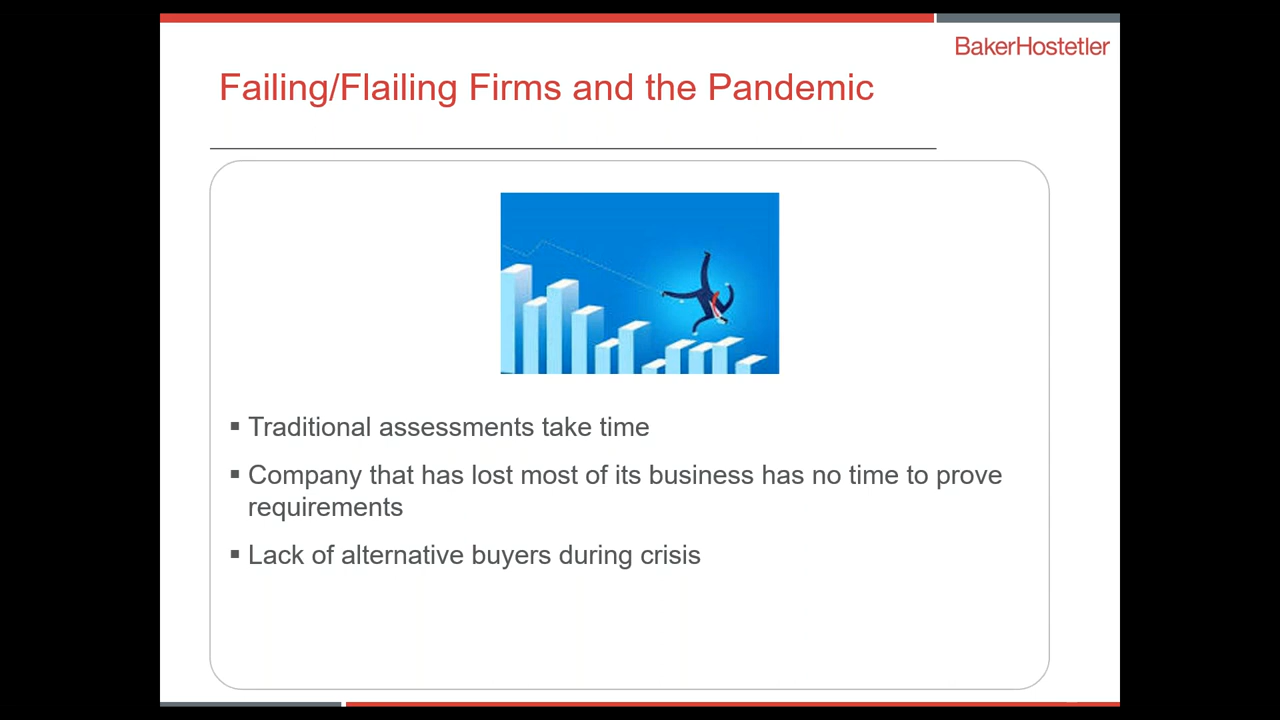 BakerHostetler
Failing/Flailing Firms and the Pandemic
▪ Traditional assessments take time
▪ Company that has lost most of its business has no time to prove
requirements
▪ Lack of alternative buyers during crisis